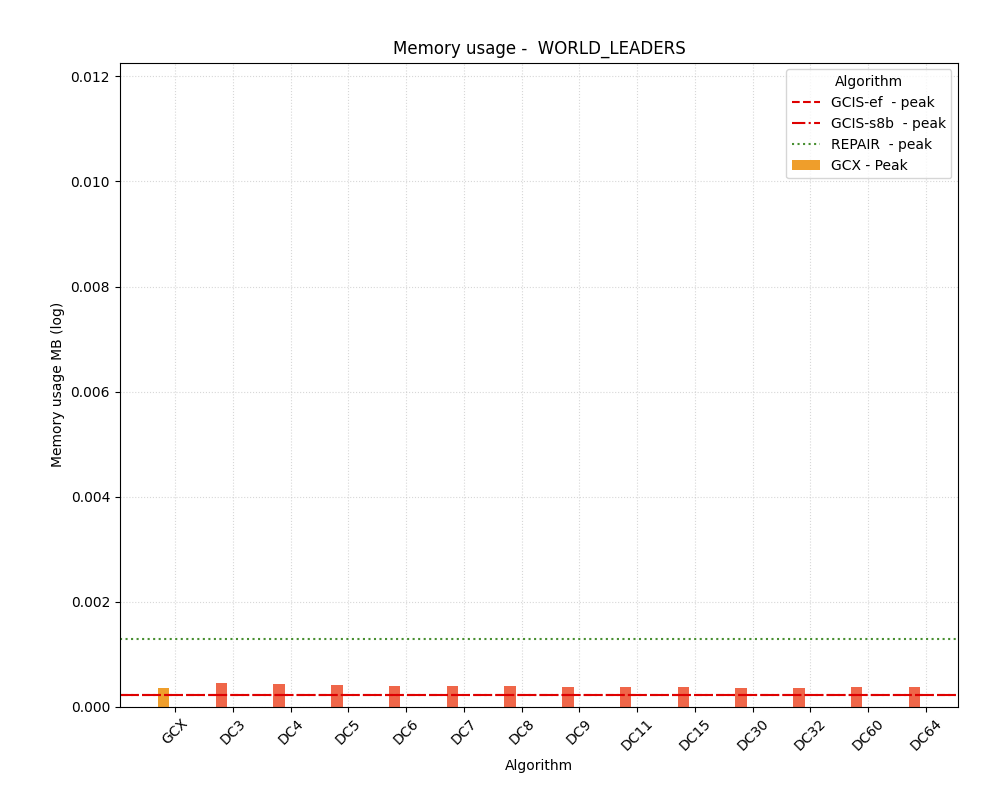 Memory usage -  WORLD_LEADERS
0.012
0.010
0.008
0.006
0.004
0.002
0.000
Memory usage MB (log)
Algorithm
GCIS-ef  - peak
GCIS-s8b  - peak
REPAIR  - peak
GCX - Peak
GCX
DC3
DC4
DC5
DC6
DC7
DC8
DC9
DC11
DC15
DC30
DC32
DC60
DC64
Algorithm